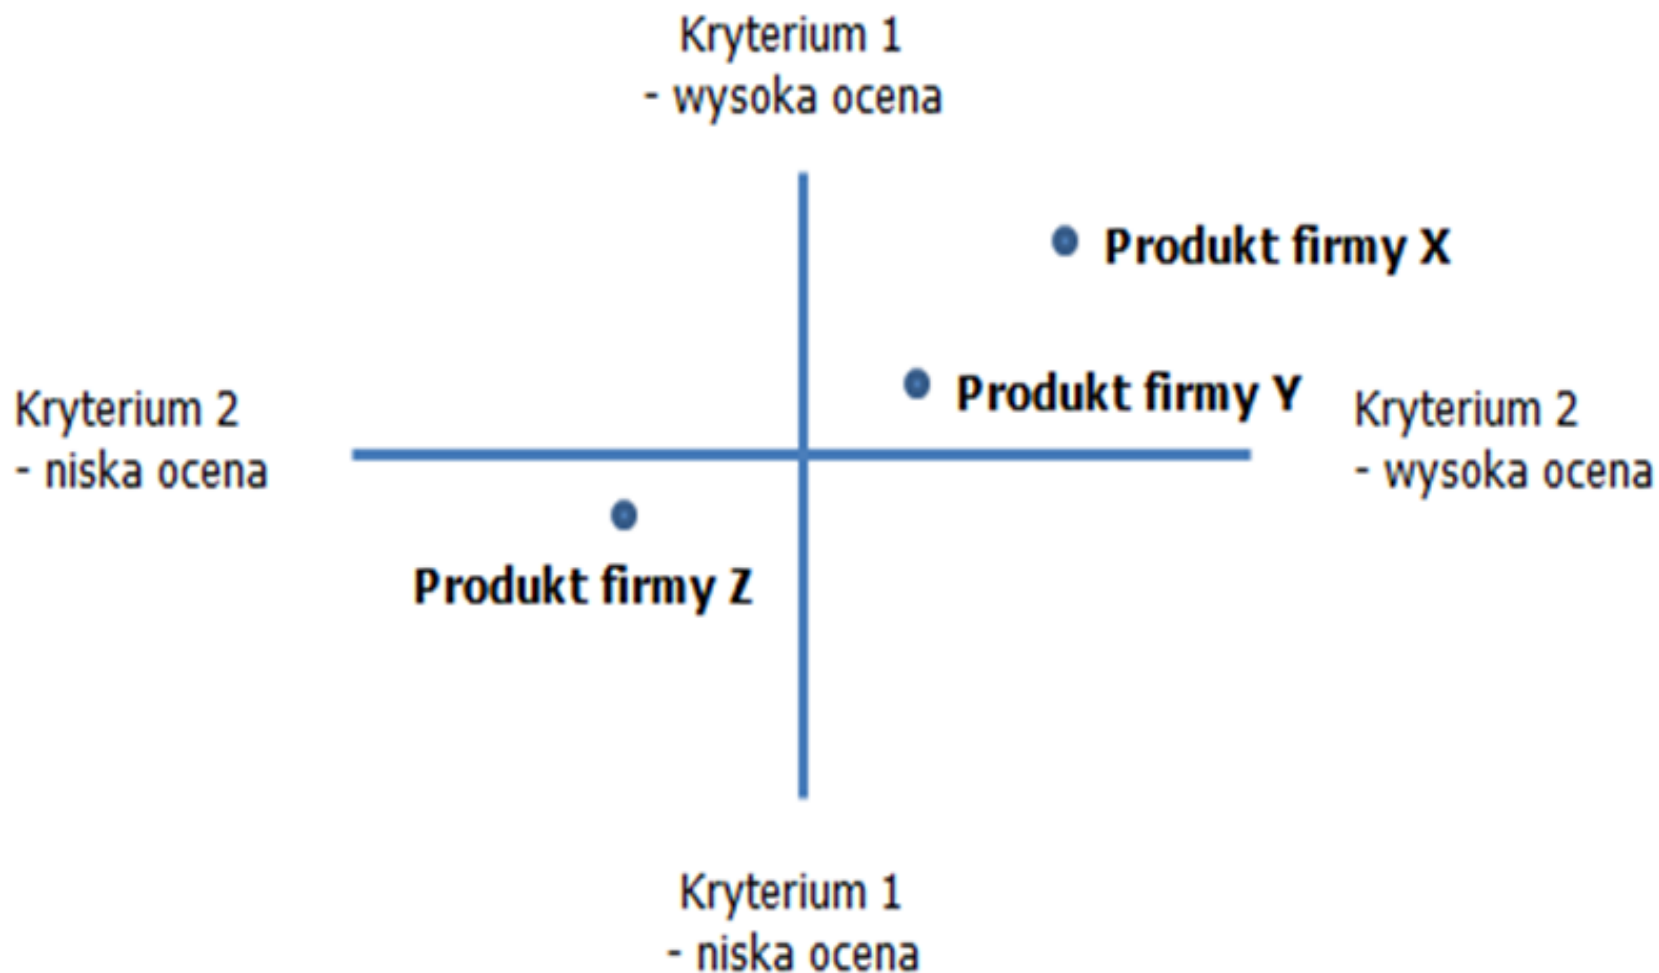 Kryterium 1
- wysoka ocena
Produkt firmy X
Produkt firmy Y
Kryterium 2
- niska ocena
Kryterium 2
- wysoka ocena
Produkt firmy Z
Kryterium 1
- niska ocena